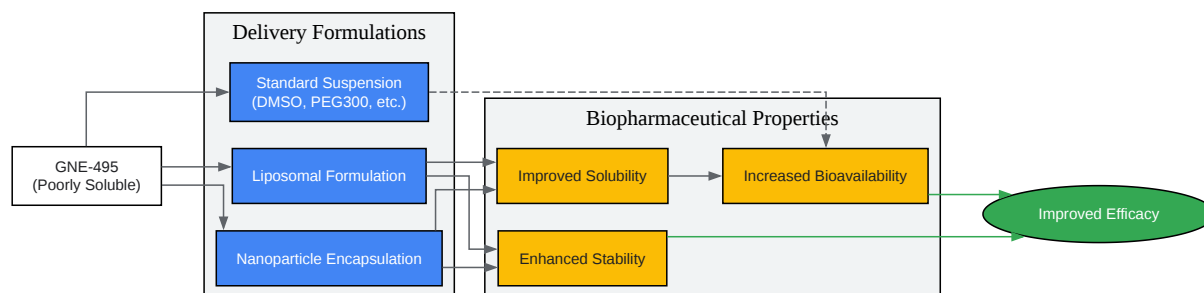 Delivery Formulations
Standard Suspension
(DMSO, PEG300, etc.)
Biopharmaceutical Properties
GNE-495
(Poorly Soluble)
Liposomal Formulation
Improved Solubility
Increased Bioavailability
Improved Efficacy
Nanoparticle Encapsulation
Enhanced Stability